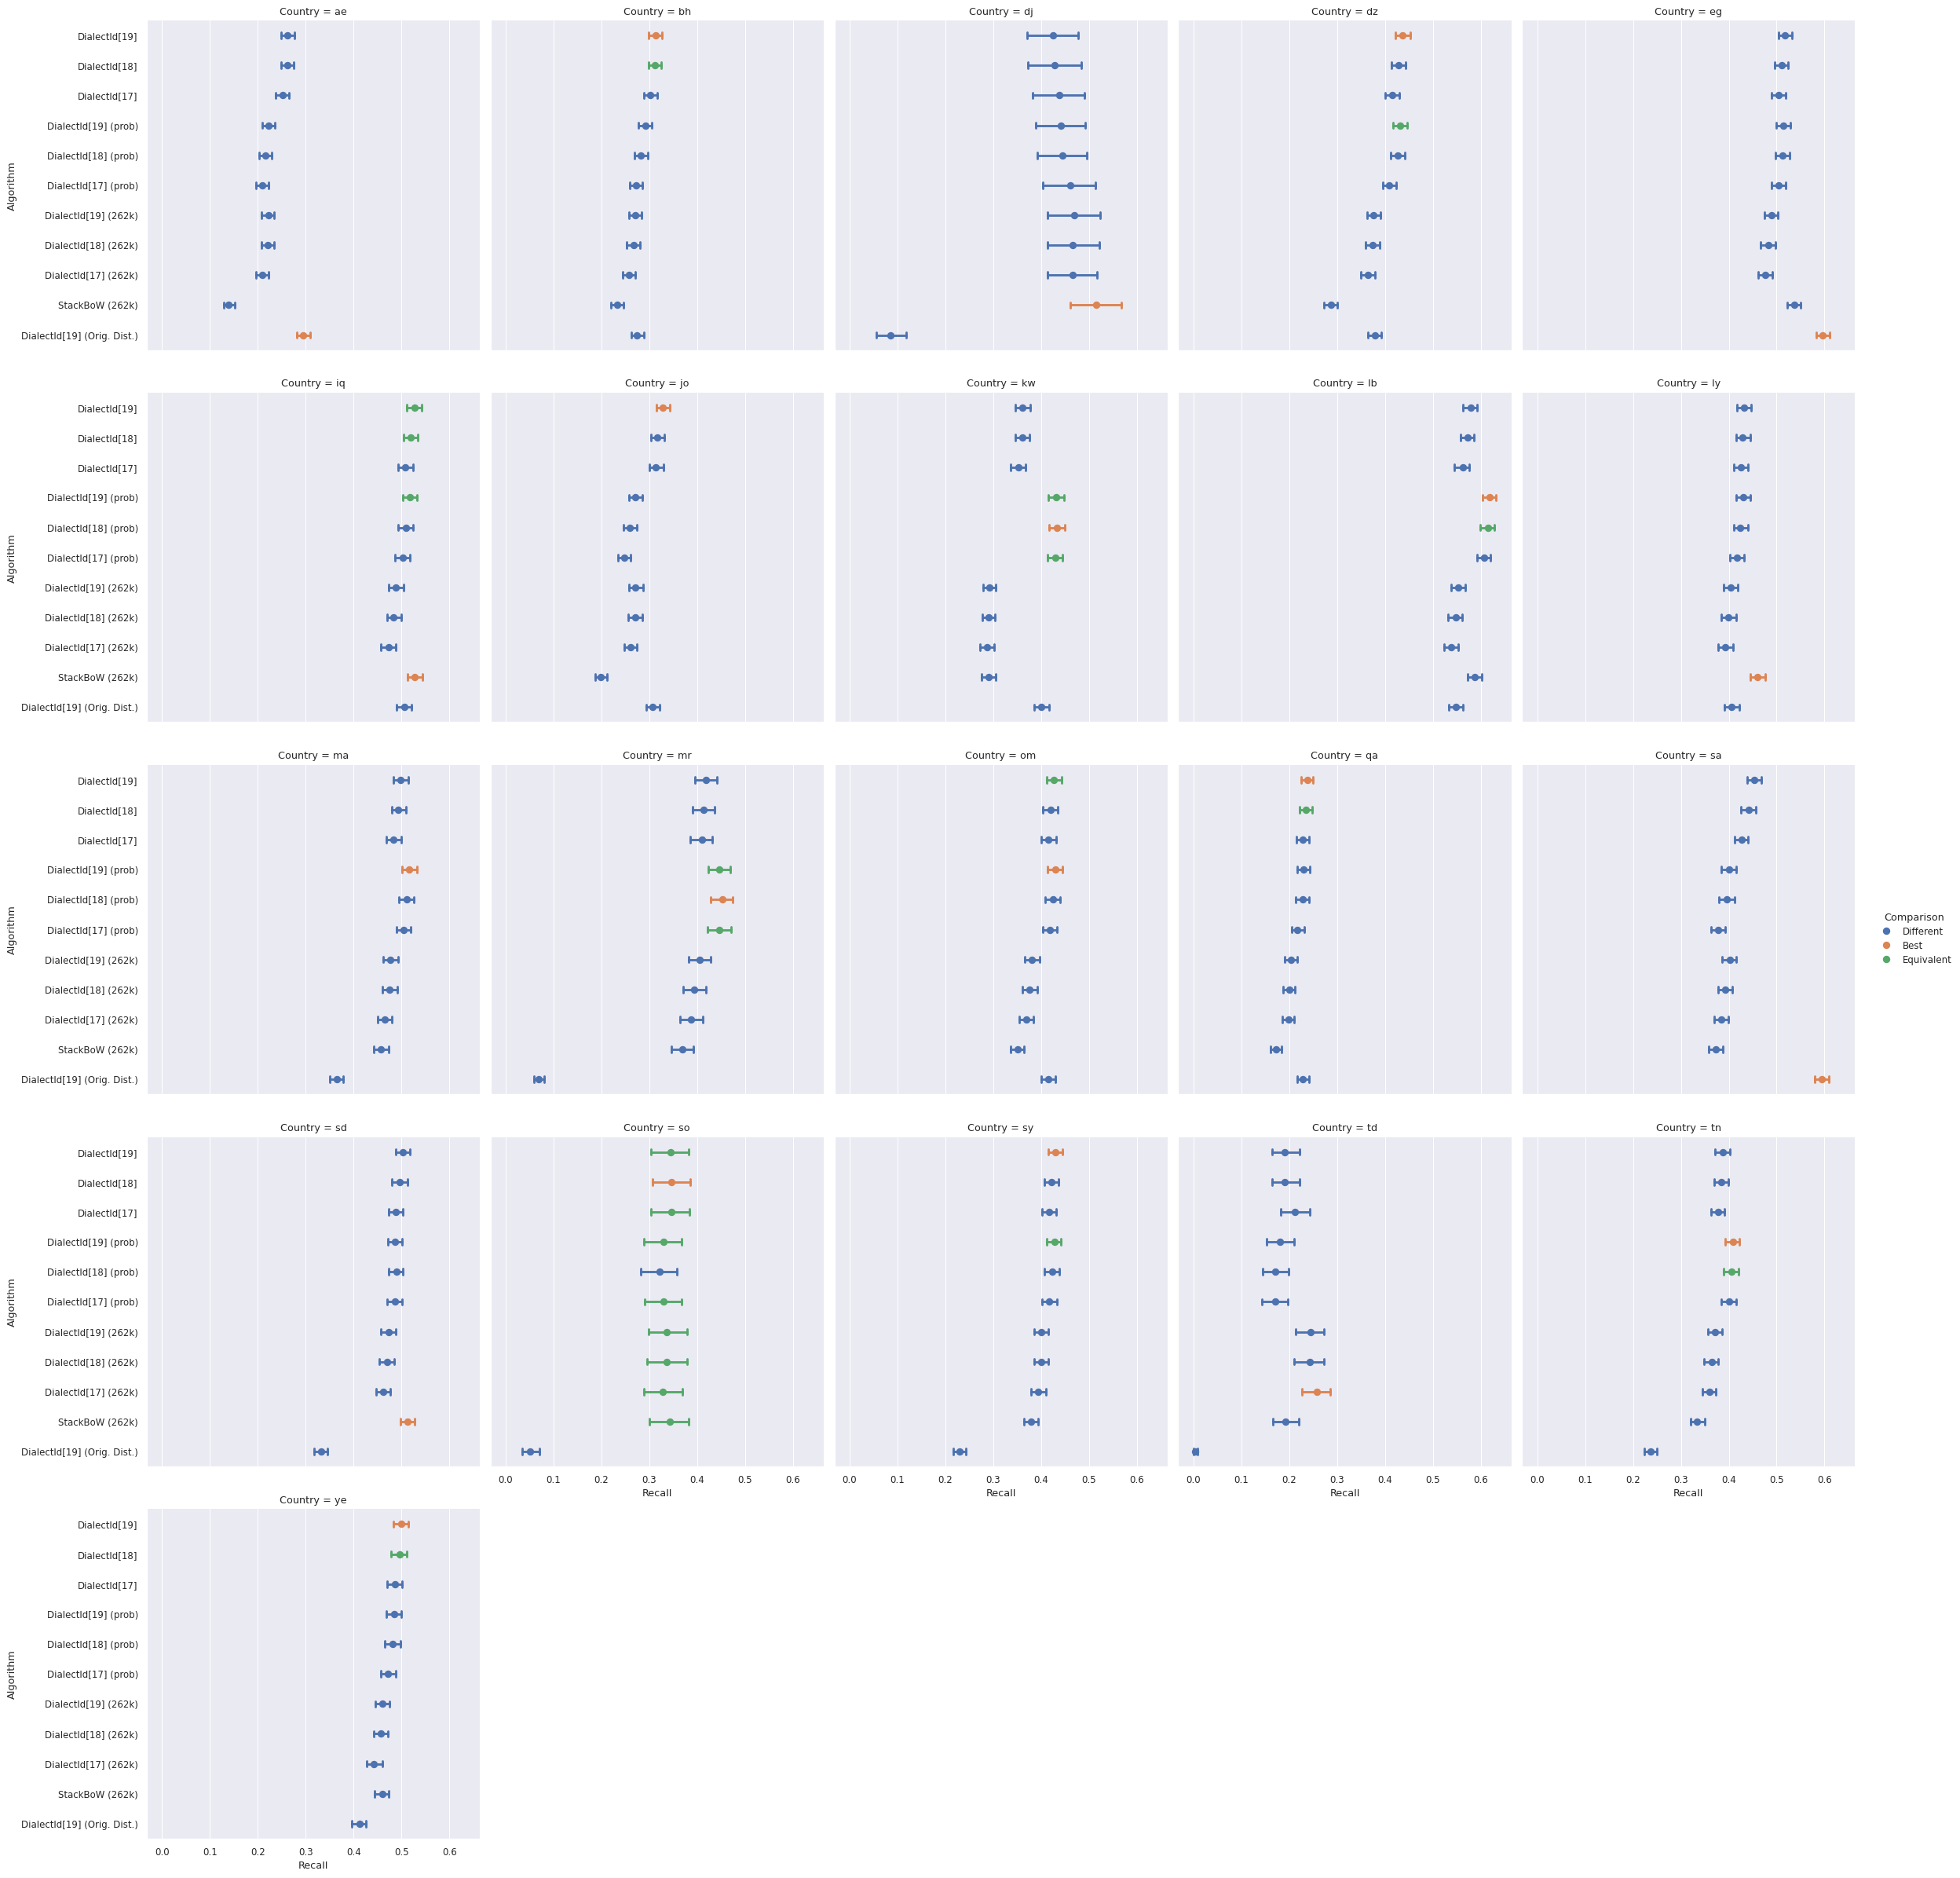 Country = ae
Country = bh
Country = dj
Country = dz
Country = eg
Algorithm
DialectId[19]
DialectId[18]
DialectId[17]
DialectId[19] (prob)
DialectId[18] (prob)
DialectId[17] (prob)
DialectId[19] (262k)
DialectId[18] (262k)
DialectId[17] (262k)
StackBoW (262k)
DialectId[19] (Orig. Dist.)
Country = iq
Country = jo
Country = kw
Country = lb
Country = ly
Algorithm
DialectId[19]
DialectId[18]
DialectId[17]
DialectId[19] (prob)
DialectId[18] (prob)
DialectId[17] (prob)
DialectId[19] (262k)
DialectId[18] (262k)
DialectId[17] (262k)
StackBoW (262k)
DialectId[19] (Orig. Dist.)
Country = ma
Country = mr
Country = om
Country = qa
Country = sa
Algorithm
DialectId[19]
DialectId[18]
DialectId[17]
DialectId[19] (prob)
DialectId[18] (prob)
DialectId[17] (prob)
DialectId[19] (262k)
DialectId[18] (262k)
DialectId[17] (262k)
StackBoW (262k)
DialectId[19] (Orig. Dist.)
Comparison
Different
Best
Equivalent
Country = sd
Country = so
Country = sy
Country = td
Country = tn
Algorithm
DialectId[19]
DialectId[18]
DialectId[17]
DialectId[19] (prob)
DialectId[18] (prob)
DialectId[17] (prob)
DialectId[19] (262k)
DialectId[18] (262k)
DialectId[17] (262k)
StackBoW (262k)
DialectId[19] (Orig. Dist.)
0.0 0.1 0.2 0.3 0.4 0.5 0.6
Recall
0.0 0.1 0.2 0.3 0.4 0.5 0.6
Recall
0.0 0.1 0.2 0.3 0.4 0.5 0.6
Recall
0.0 0.1 0.2 0.3 0.4 0.5 0.6
Recall
Country = ye
Algorithm
DialectId[19]
DialectId[18]
DialectId[17]
DialectId[19] (prob)
DialectId[18] (prob)
DialectId[17] (prob)
DialectId[19] (262k)
DialectId[18] (262k)
DialectId[17] (262k)
StackBoW (262k)
DialectId[19] (Orig. Dist.)
0.0 0.1 0.2 0.3 0.4 0.5 0.6
Recall